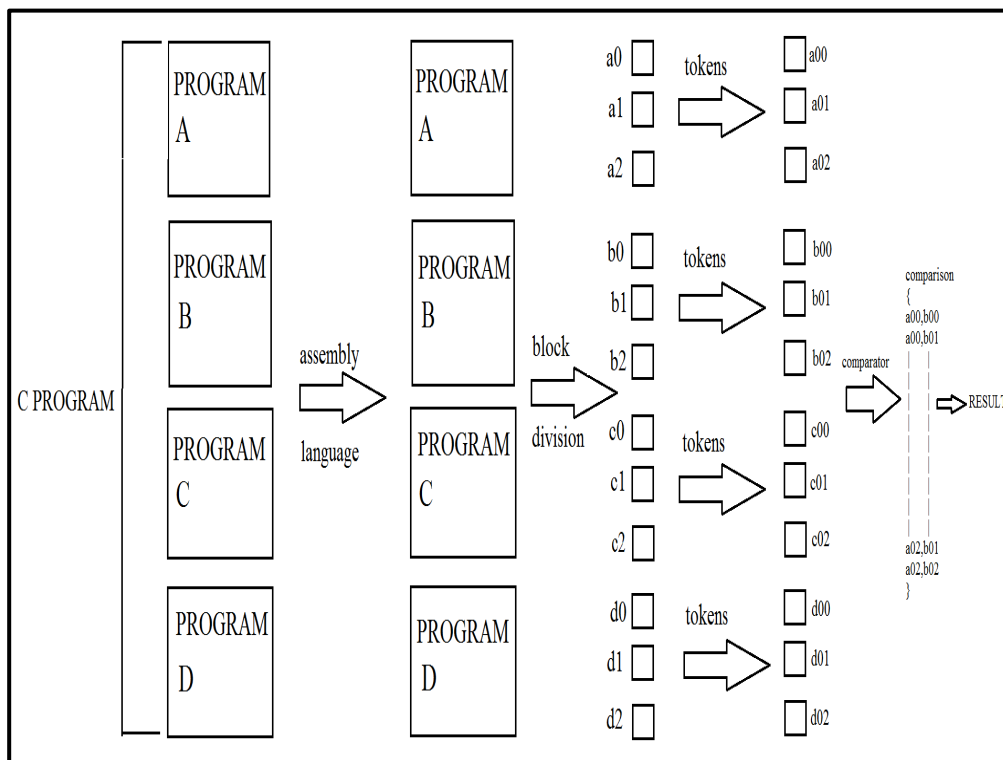 C PROGRAM
PROGRAM
A
PROGRAM
B
PROGRAM
C
PROGRAM
D
assembly
language
PROGRAM
A
PROGRAM
B
PROGRAM
C
PROGRAM
D
block
division
a0
a1
a2
b0
b1
b2
c0
c1
c2
d0
d1
d2
tokens
tokens
tokens
tokens
a00
a01
a02
b00
b01
b02
c00
c01
c02
d00
d01
d02
comparator
comparison
{
a00,b00
a00,b01
a02,b01
a02,b02
}
RESULT